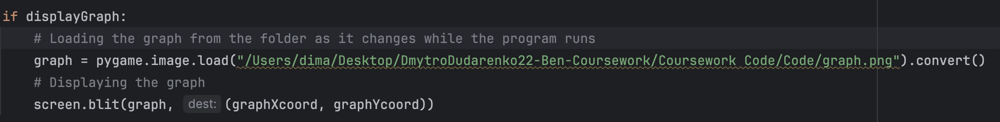 if displayGraph:
# Loading the graph from the folder as it changes while the program runs
graph = pygame.image.load("/Users/dima/Desktop/DmytroDudarenko22-Ben-Coursework/Coursework Code/Code/graph.png").convert()
# Displaying the graph
screen.blit(graph, dest: (graphXcoord, graphYcoord))